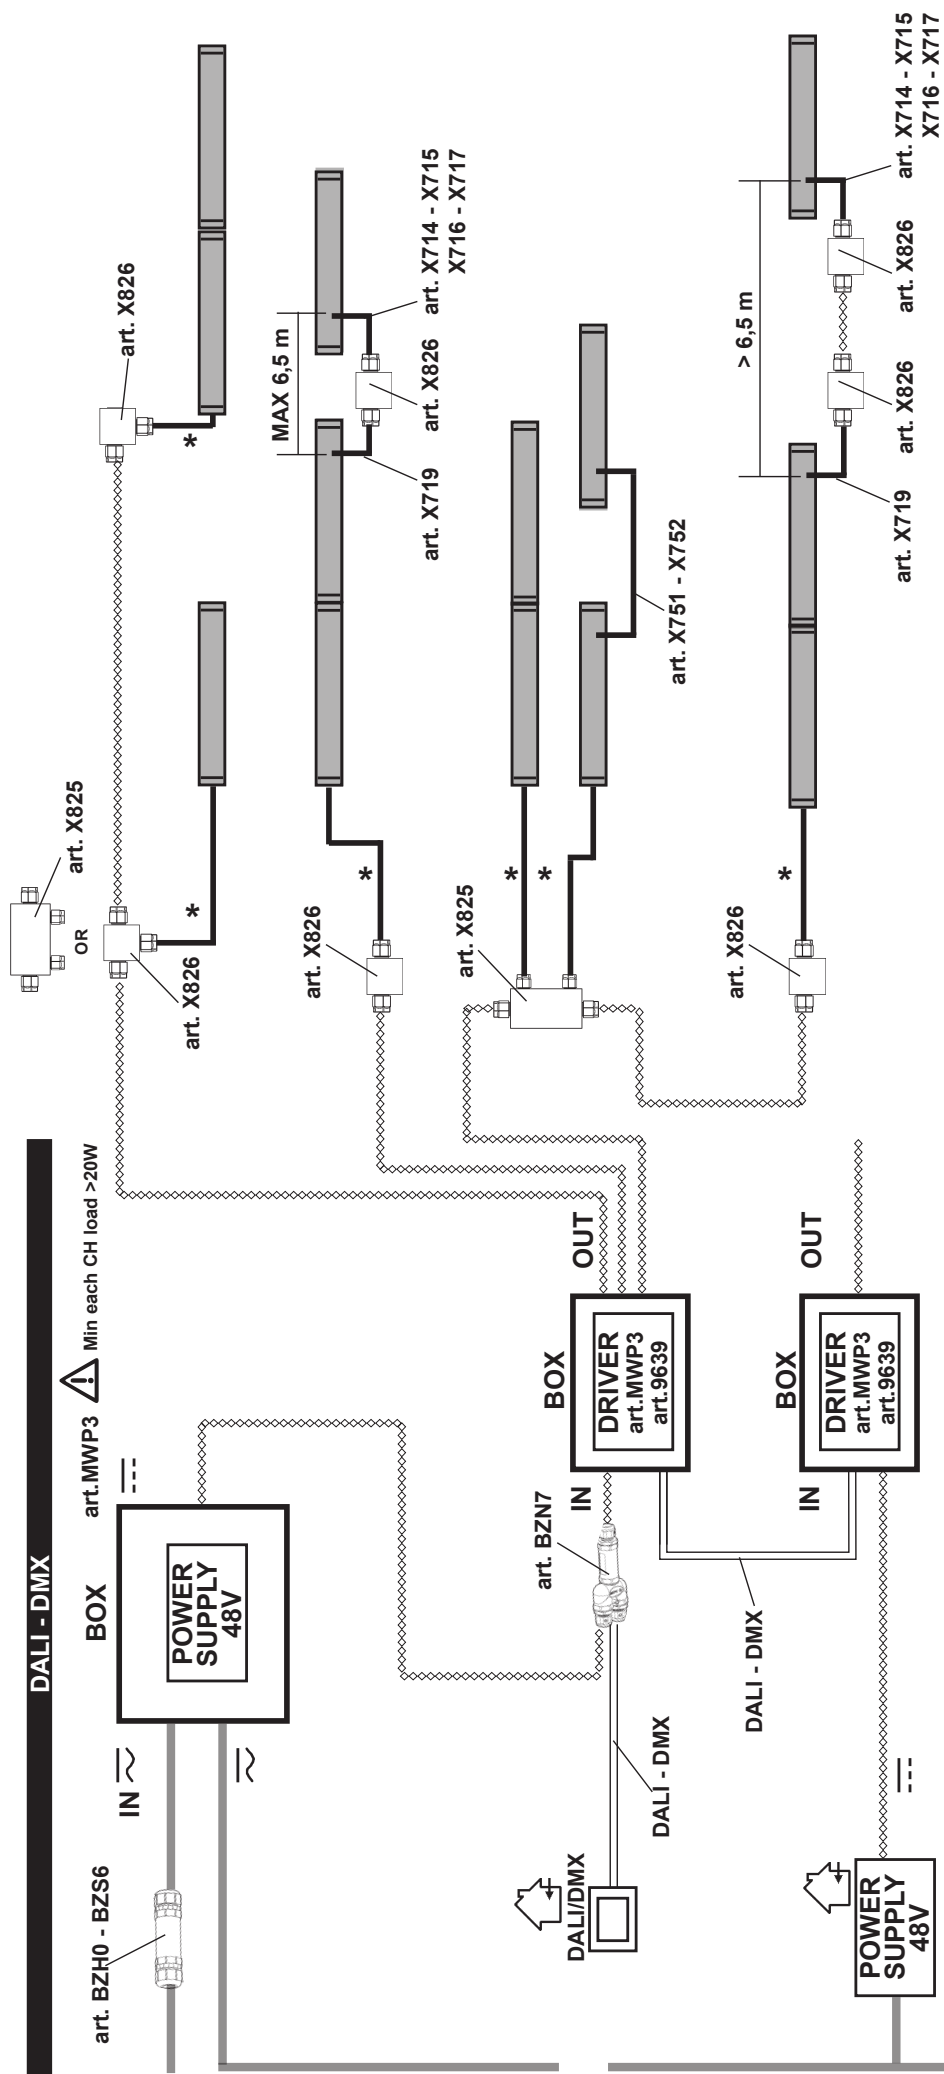 DALI - DMX
art. BZH0 - BZS6
IN
BOX
POWER
SUPPLY
48V
art.MWP3
Min each CH load >20W
art. X826
OR
art. X825
*
art. X826
*
art. X826
*
art. X719
MAX 6,5 m
art. X826
art. X714 - X715
X716 - X717
DALI/DMX
DALI - DMX
art. BZN7
IN
BOX
DRIVER
art.MWP3
art.9639
OUT
art. X825
*
*
art. X751 - X752
DALI - DMX
POWER
SUPPLY
48V
IN
BOX
DRIVER
art.MWP3
art.9639
OUT
art. X826
*
art. X719
> 6,5 m
art. X826
art. X826
art. X714 - X715
X716 - X717